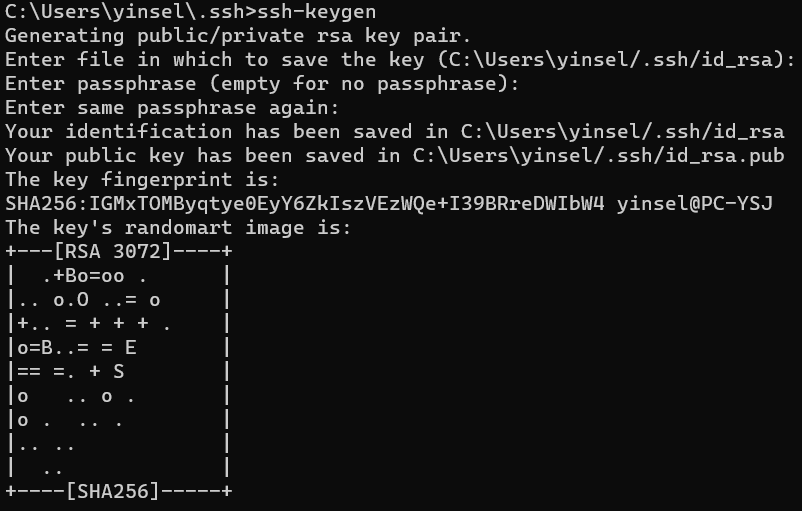 C:\Users\yinsel\.ssh>ssh-keygen
Generating public/private rsa key pair.
Enter file in which to save the key (C:\Users\yinsel/.ssh/id_rsa):
Enter passphrase (empty for no passphrase):
Enter same passphrase again:
Your identification has been saved in C:\Users\yinsel/.ssh/id_rsa
Your public key has been saved in C:\Users\yinsel/.ssh/id_rsa.pub
The key fingerprint is:
SHA256:IGMxTOMByqtye0EyY6ZkIszVEzWQe+I39BRreDWIbW4 yinsel@PC-YSJ
The key's randomart image is:
+---[RSA 3072]----+
|  .+Bo=oo .      |
|.. o.O ..= o     |
|+.. = + + + .    |
|o=B..= = E       |
|== =. + S        |
|o   .. o .       |
|o .  .. .        |
|.. ..            |
|  ..             |
+----[SHA256]-----+